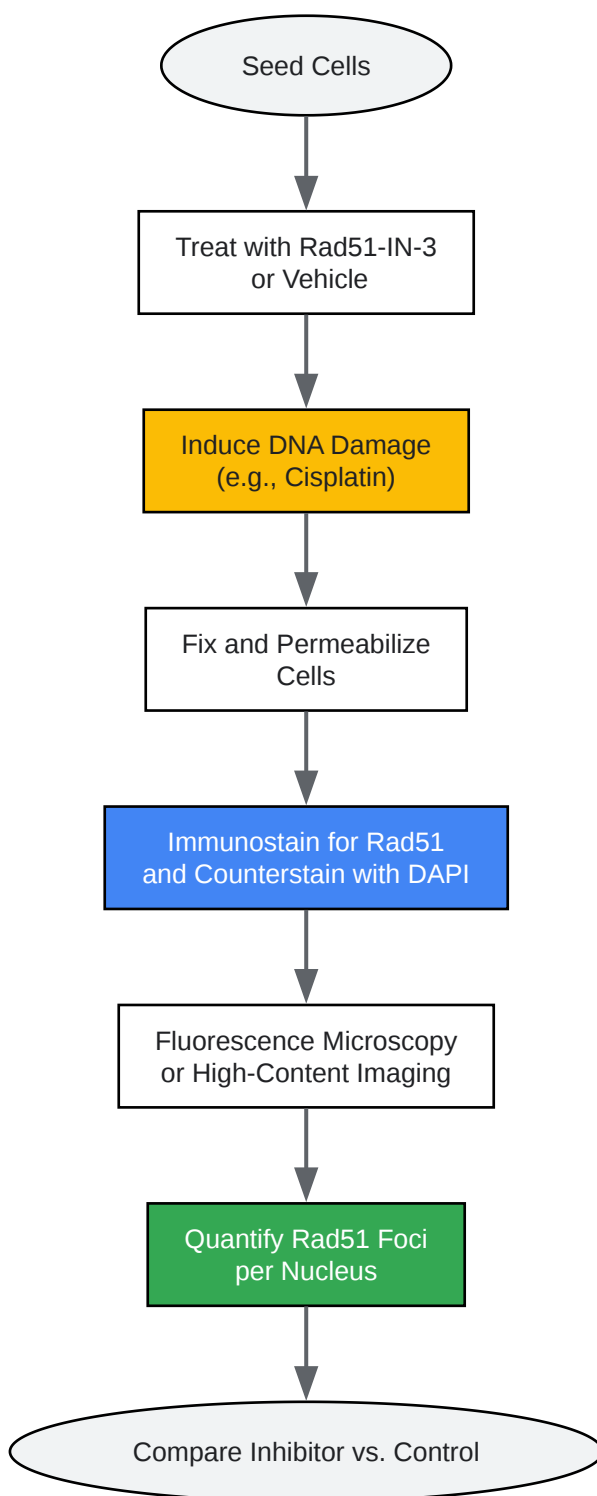 Seed Cells
Treat with Rad51-IN-3
or Vehicle
Induce DNA Damage
(e.g., Cisplatin)
Fix and Permeabilize
Cells
Immunostain for Rad51
and Counterstain with DAPI
Fluorescence Microscopy
or High-Content Imaging
Quantify Rad51 Foci
per Nucleus
Compare Inhibitor vs. Control